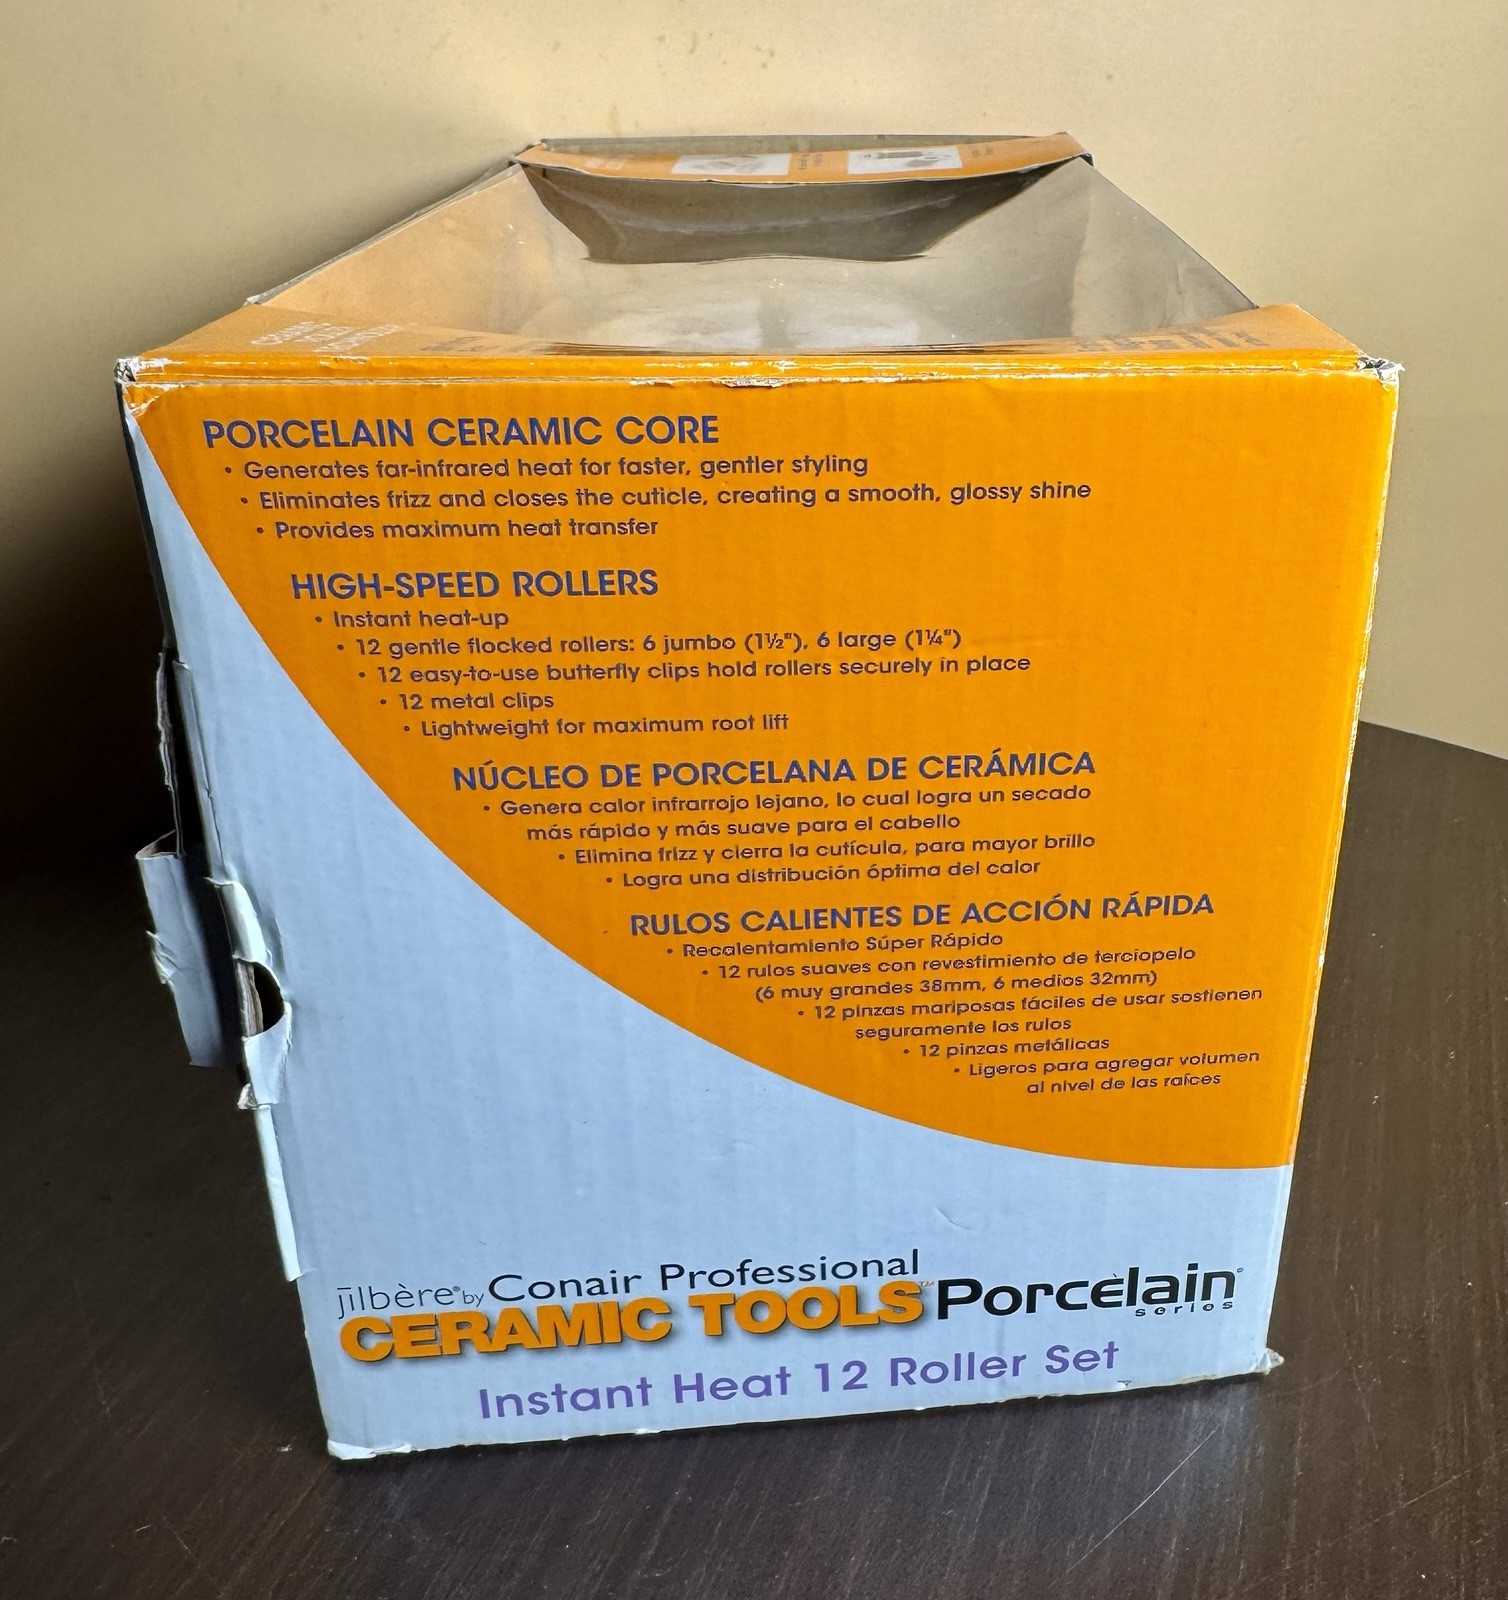 PORCELAIN CERAMIC CORE
• Generates far-infrared heat for faster, gentler styling
• Eliminates frizz and closes the cuticle, creating a smooth, glossy shine
• Provides maximum heat transfer
HIGH-SPEED ROLLERS
• Instant heat-up
• 12 gentle flocked rollers: 6 jumbo (1½"), 6 large (1¼")
• 12 easy-to-use butterfly clips hold rollers securely in place
• 12 metal clips
• Lightweight for maximum root lift
NÚCLEO DE PORCELANA DE CERÁMICA
• Genera calor infrarrojo lejano, lo cual logra un secado
más rápido y más suave para el cabello
• Elimina frizz y cierra la cutícula, para mayor brillo
• Logra una distribución óptima del calor
RULOS CALIENTES DE ACCIÓN RÁPIDA
• Recalentamiento Súper Rápido
• 12 rulos suaves con revestimiento de terciopelo
(6 muy grandes 38mm, 6 medios 32mm)
• 12 pinzas mariposas fáciles de usar sostienen
seguramente los rulos
• 12 pinzas metálicas
• Ligeros para agregar volumen
al nivel de las raíces
jilbère® by Conair Professional
CERAMIC TOOLS™ Porcèlain®
series
Instant Heat 12 Roller Set